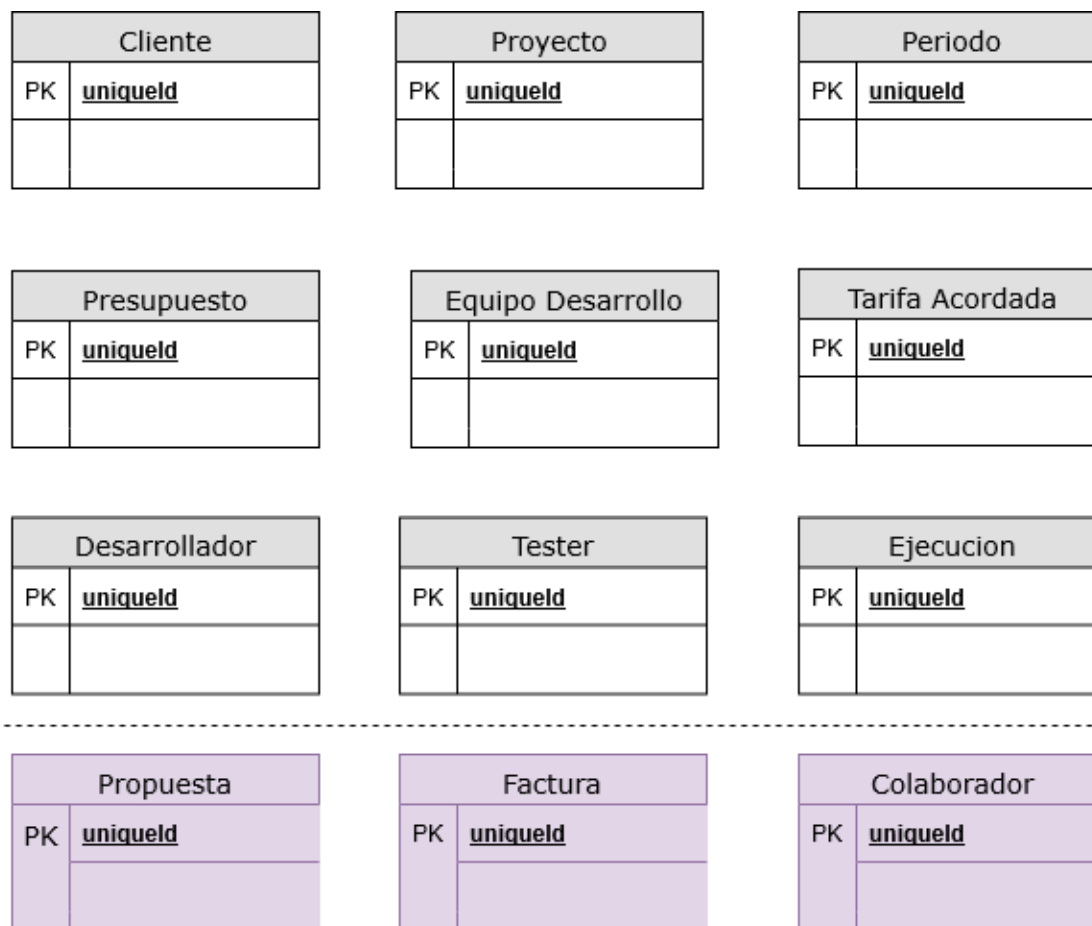 Cliente
PK uniqueId
Proyecto
PK uniqueId
Periodo
PK uniqueId
Presupuesto
PK uniqueId
Equipo Desarrollo
PK uniqueId
Tarifa Acordada
PK uniqueId
Desarrollador
PK uniqueId
Tester
PK uniqueId
Ejecucion
PK uniqueId
Propuesta
PK uniqueId
Factura
PK uniqueId
Colaborador
PK uniqueId